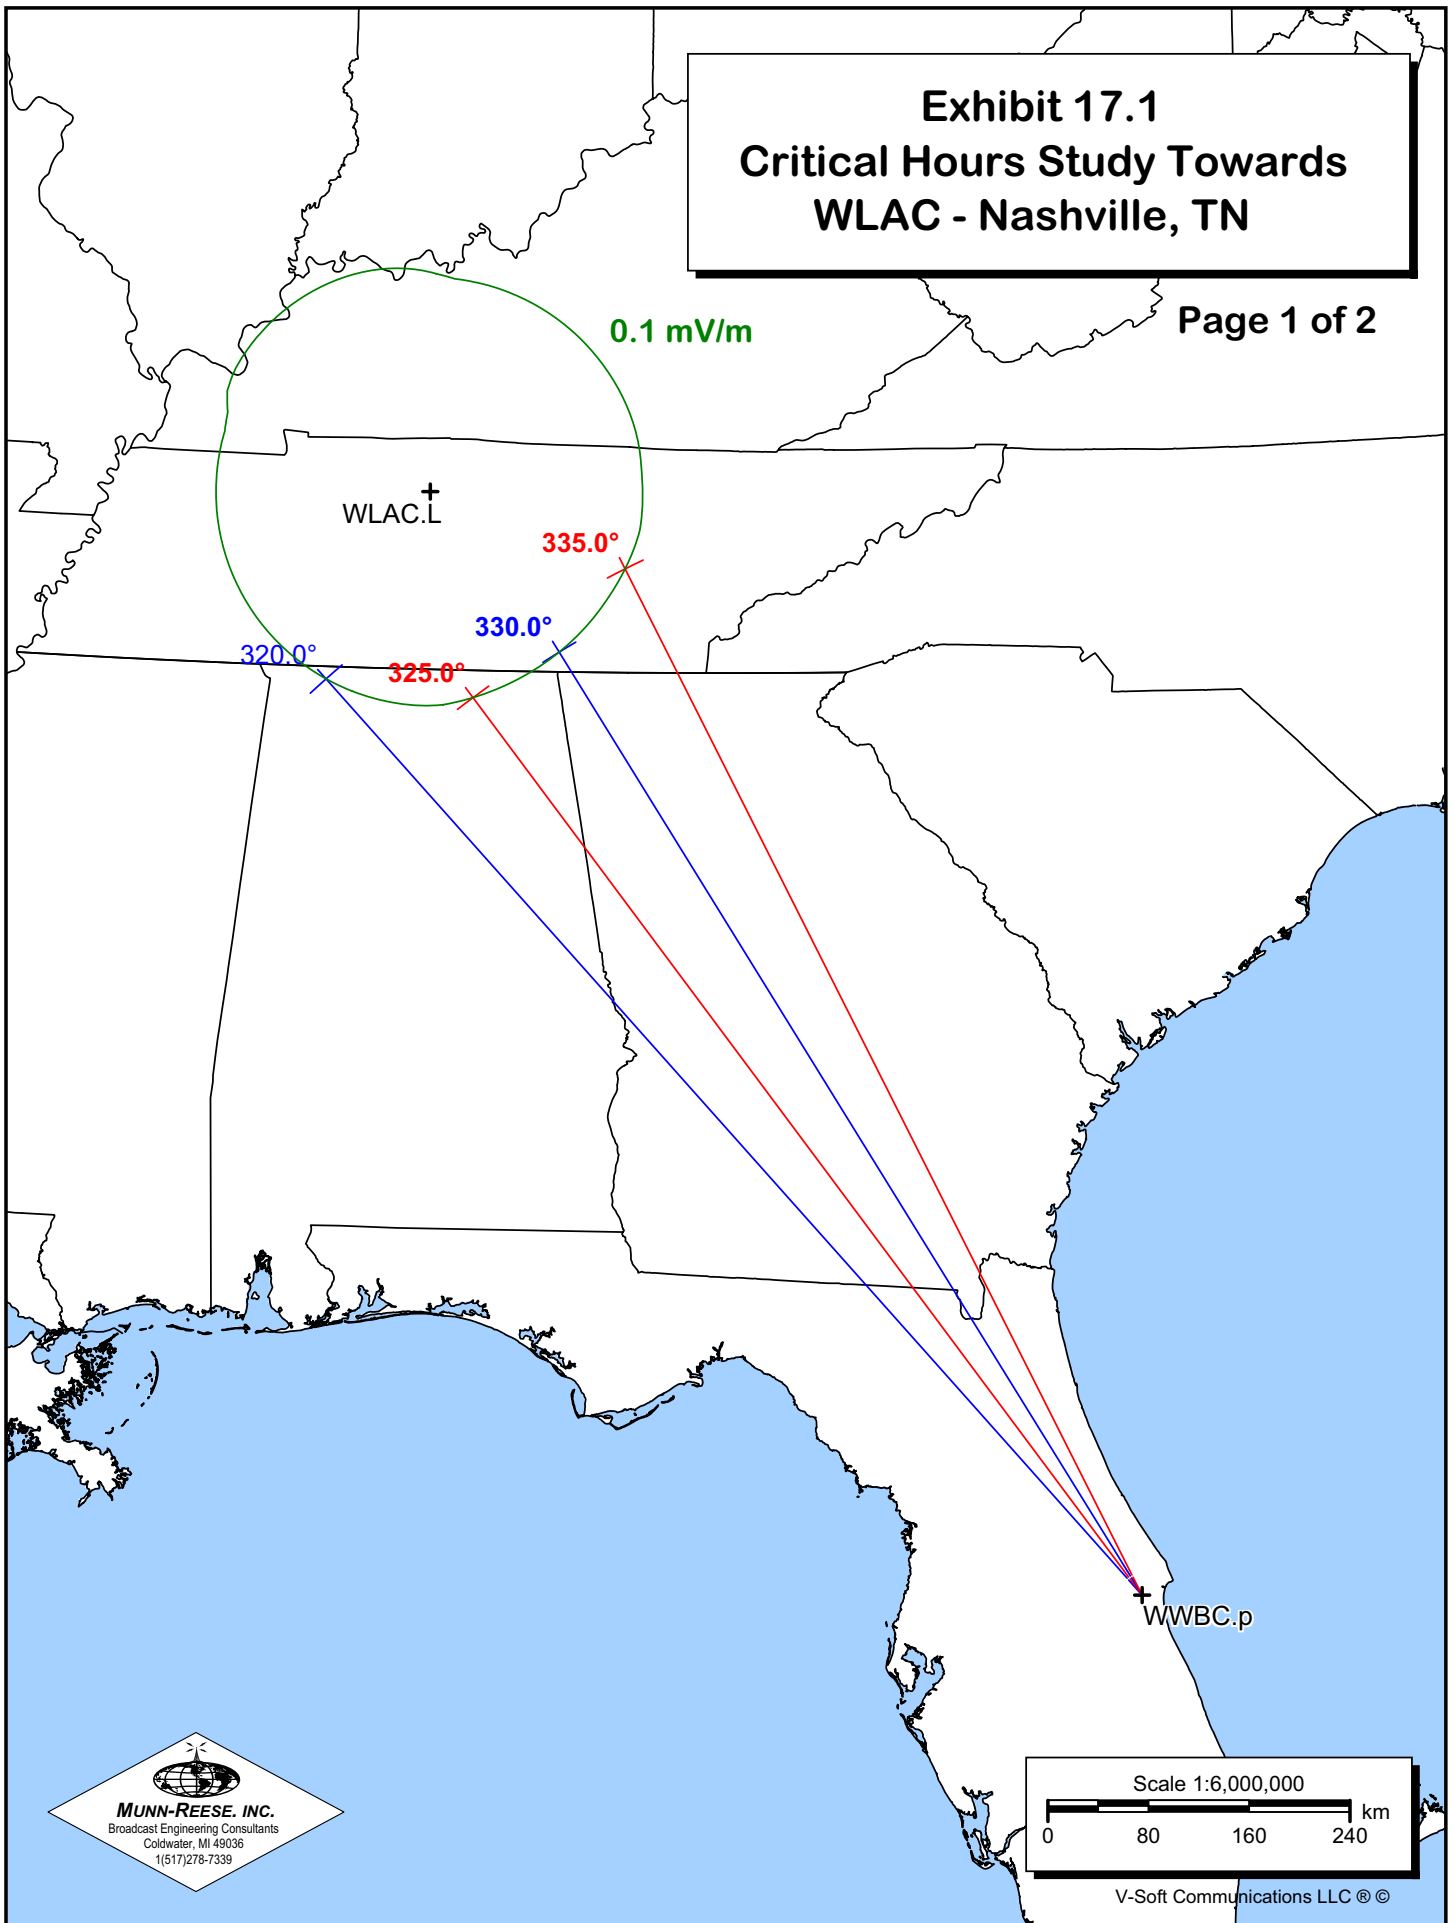 Exhibit 17.1
Critical Hours Study Towards
WLAC - Nashville, TN
Page 1 of 2
0.1 mV/m
WLAC.L
335.0°
330.0°
320.0°
325.0°
WWBC.p
MUNN-REESE. INC.
Broadcast Engineering Consultants
Coldwater, MI 49036
1(517)278-7339
Scale 1:6,000,000
km
0 80 160 240
V-Soft Communications LLC ® ©